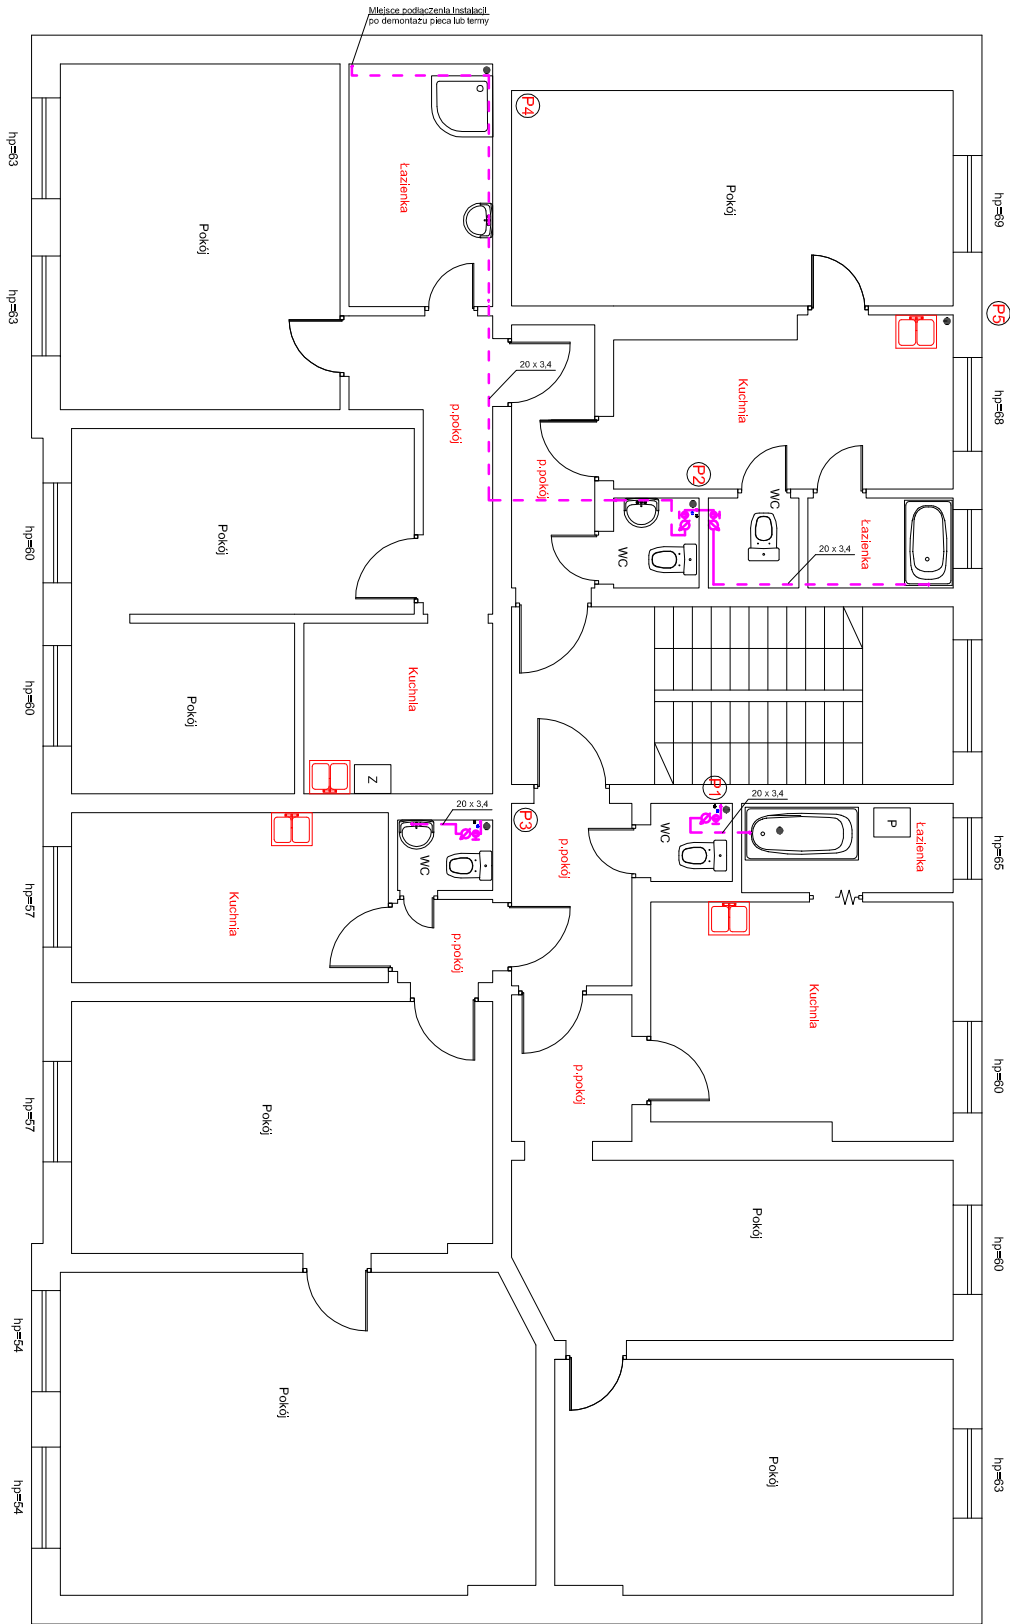 Miejsce podłączenia instalacji
po demontażu pieca lub termy
P4
hp=63
Łazienka
Pokój
hp=69
Pokój
hp=63
P5
20 x 3,4
p.pokój
Kuchnia
hp=68
p.pokój
P2
WC
Pokój
hp=60
WC
Łazienka
20 x 3,4
Kuchnia
Pokój
hp=60
Z
P1
20 x 3,4
20 x 3,4
P3
WC
P
Łazienka
hp=65
WC
p.pokój
hp=57
Kuchnia
p.pokój
Kuchnia
p.pokój
hp=60
Pokój
hp=57
Pokój
hp=60
hp=54
Pokój
Pokój
hp=63
hp=54